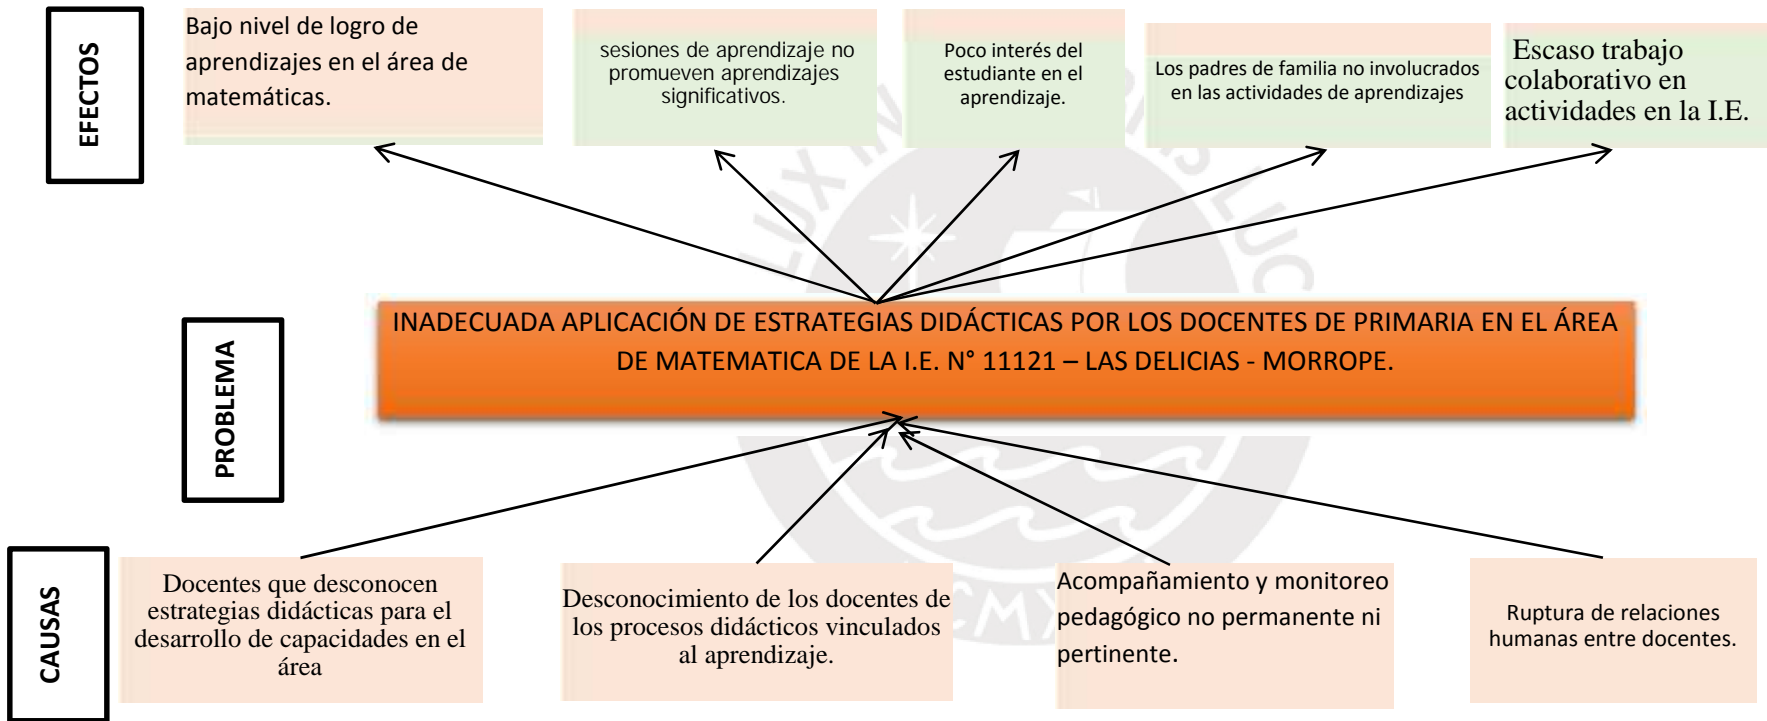 EFECTOS
Bajo nivel de logro de
aprendizajes en el área de
matemáticas.
sesiones de aprendizaje no
promueven aprendizajes
significativos.
Poco interés del
estudiante en el
aprendizaje.
Los padres de familia no involucrados
en las actividades de aprendizajes
Escaso trabajo
colaborativo en
actividades en la I.E.
PROBLEMA
INADECUADA APLICACIÓN DE ESTRATEGIAS DIDÁCTICAS POR LOS DOCENTES DE PRIMARIA EN EL ÁREA
DE MATEMATICA DE LA I.E. N° 11121 – LAS DELICIAS - MORROPE.
CAUSAS
Docentes que desconocen
estrategias didácticas para el
desarrollo de capacidades en el
área
Desconocimiento de los docentes de
los procesos didácticos vinculados
al aprendizaje.
Acompañamiento y monitoreo
pedagógico no permanente ni
pertinente.
Ruptura de relaciones
humanas entre docentes.